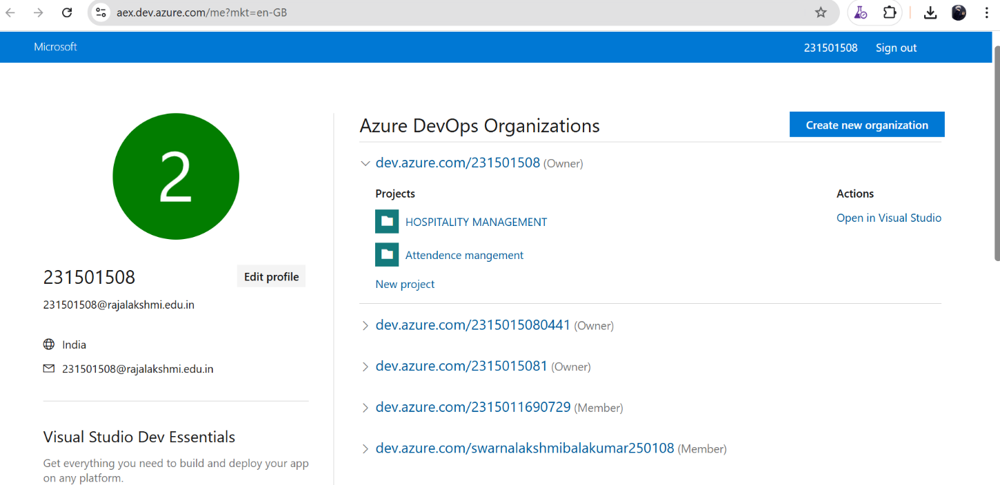 aex.dev.azure.com/me?mkt=en-GB
Microsoft
231501508
Sign out
2
231501508
Edit profile
231501508@rajalakshmi.edu.in
India
231501508@rajalakshmi.edu.in
Visual Studio Dev Essentials
Get everything you need to build and deploy your app
on any platform.
Azure DevOps Organizations
Create new organization
dev.azure.com/231501508 (Owner)
Projects
Actions
HOSPITALITY MANAGEMENT
Open in Visual Studio
Attendence mangement
New project
dev.azure.com/2315015080441 (Owner)
dev.azure.com/2315015081 (Owner)
dev.azure.com/2315011690729 (Member)
dev.azure.com/swarnalakshmibalakumar250108 (Member)